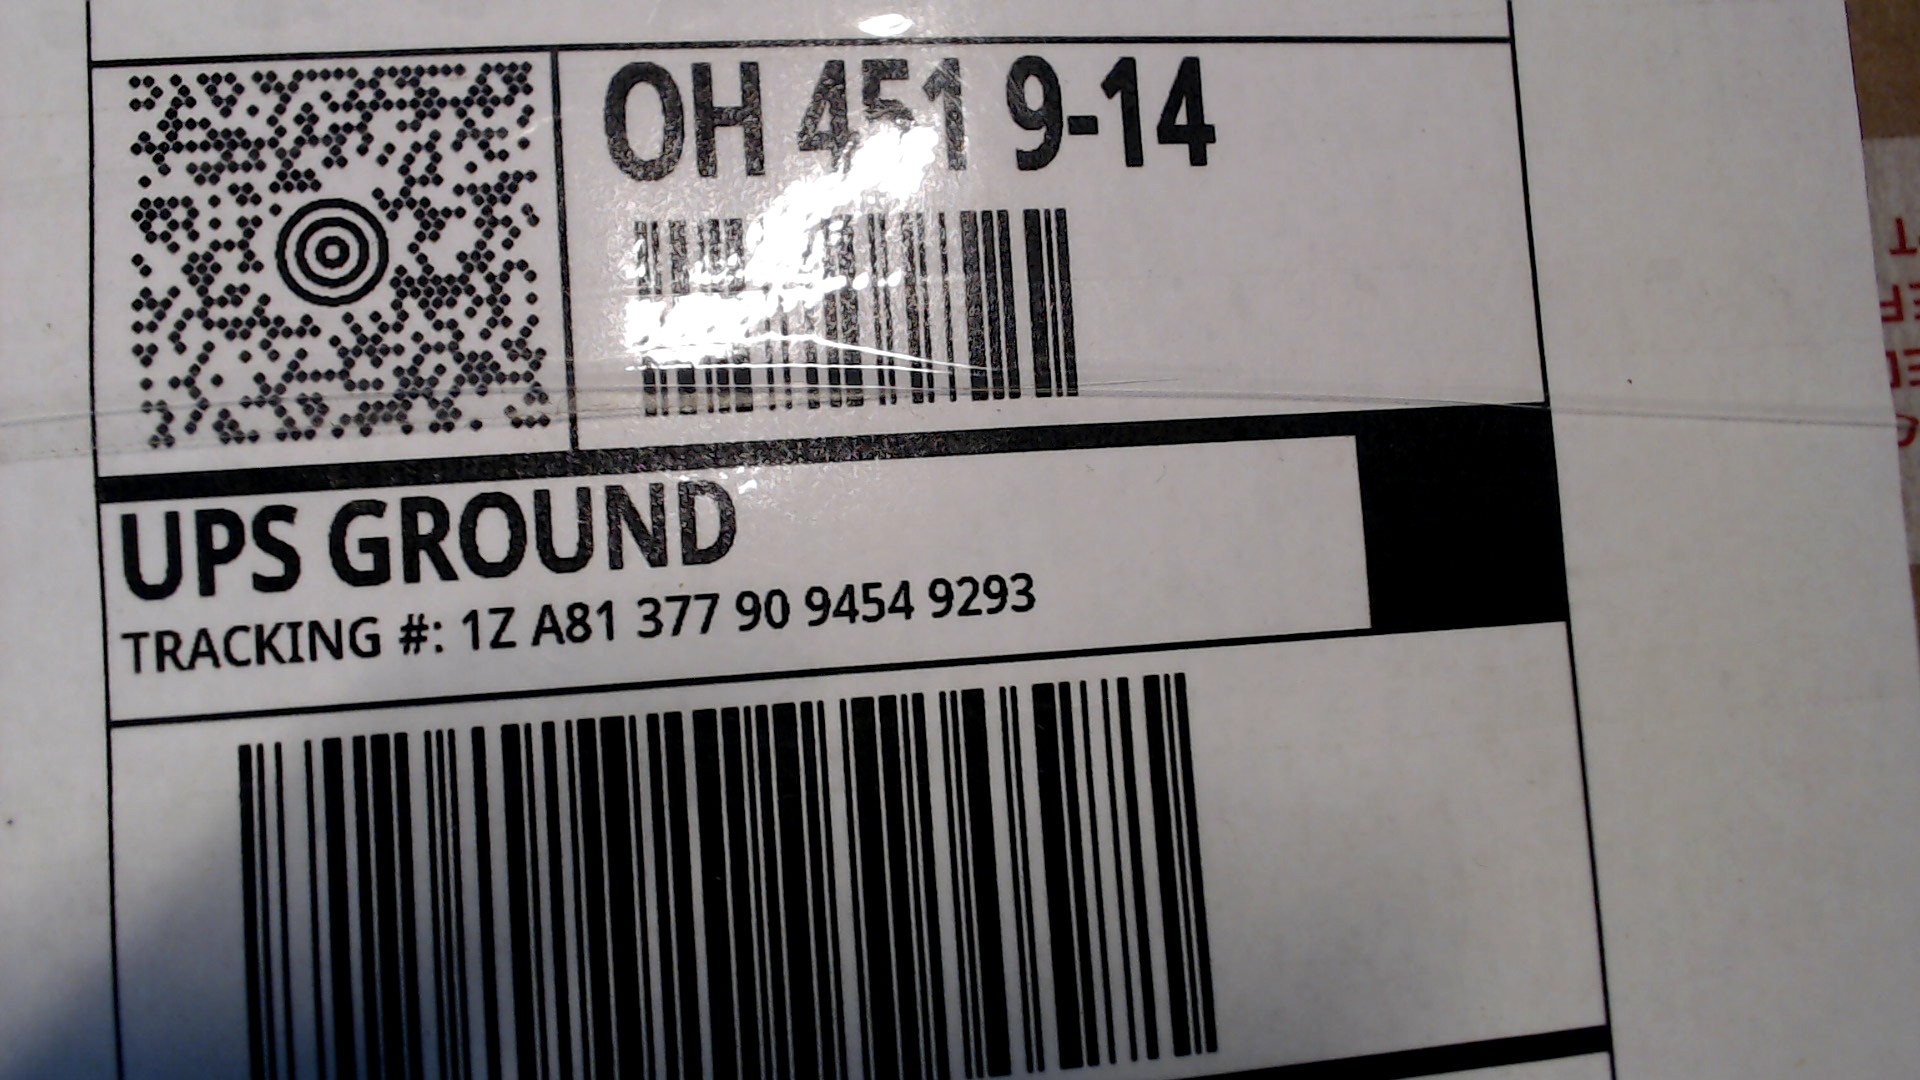 OH 451 9-14
UPS GROUND
TRACKING #: 1Z A81 377 90 9454 9293